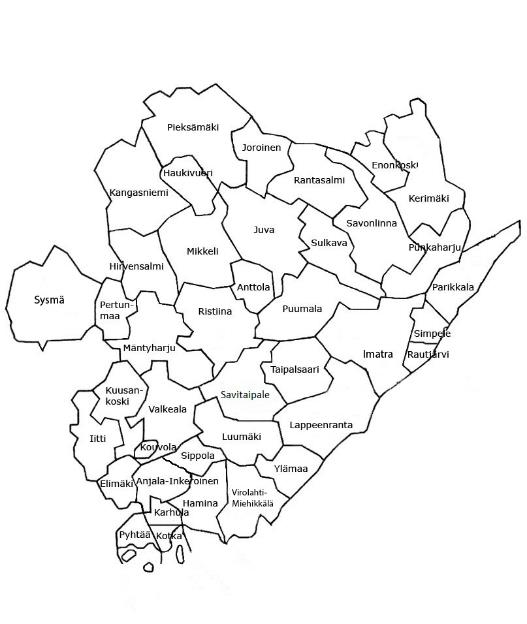 Pieksämäki
Joroinen
Haukivuori
Enonkoski
Rantasalmi
Kangasniemi
Kerimäki
Savonlinna
Juva
Sulkava
Mikkeli
Punkaharju
Hirvensalmi
Anttola
Parikkala
Sysmä
Pertun-
maa
Ristiina
Puumala
Simpele
Mäntyharju
Imatra
Rautjärvi
Taipalsaari
Kuusan-
koski
Savitaipale
Valkeala
Lappeenranta
Iitti
Luumäki
Kouvola
Sippola
Ylämaa
Elimäki
Anjala-Inkeroinen
Virolahti-
Miehikkälä
Hamina
Karhula
Pyhtää
Kotka